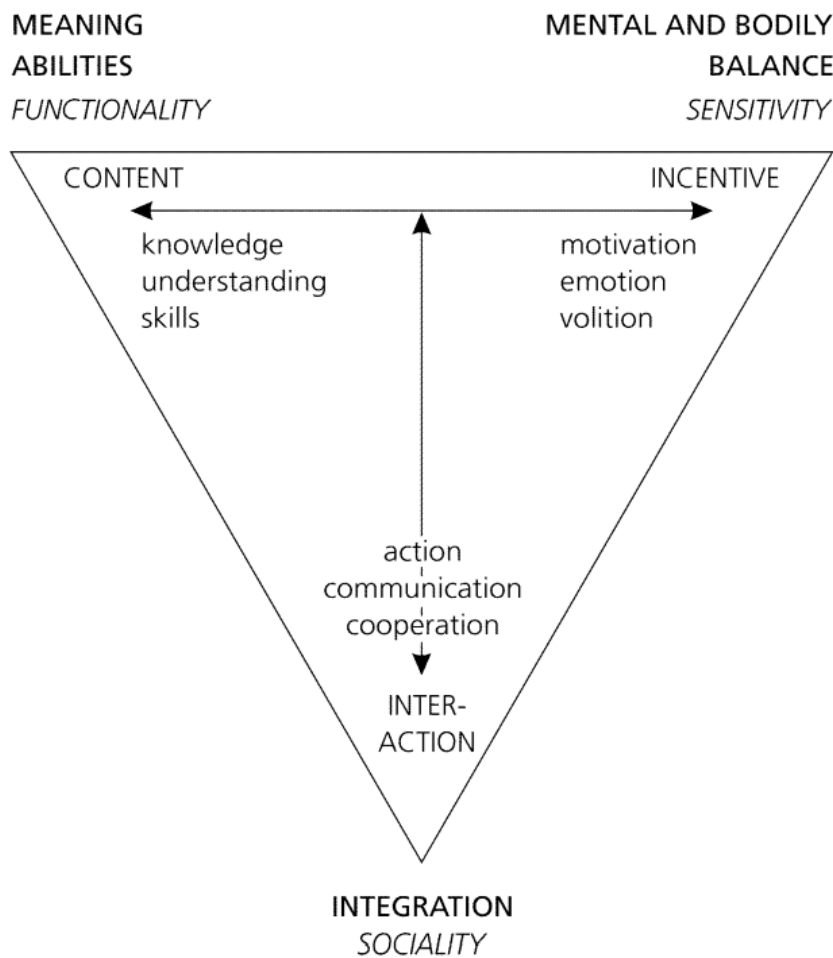 MEANING
ABILITIES
FUNCTIONALITY
MENTAL AND BODILY
BALANCE
SENSITIVITY
CONTENT
INCENTIVE
knowledge
understanding
skills
motivation
emotion
volition
action
communication
cooperation
INTER-
ACTION
INTEGRATION
SOCIALITY